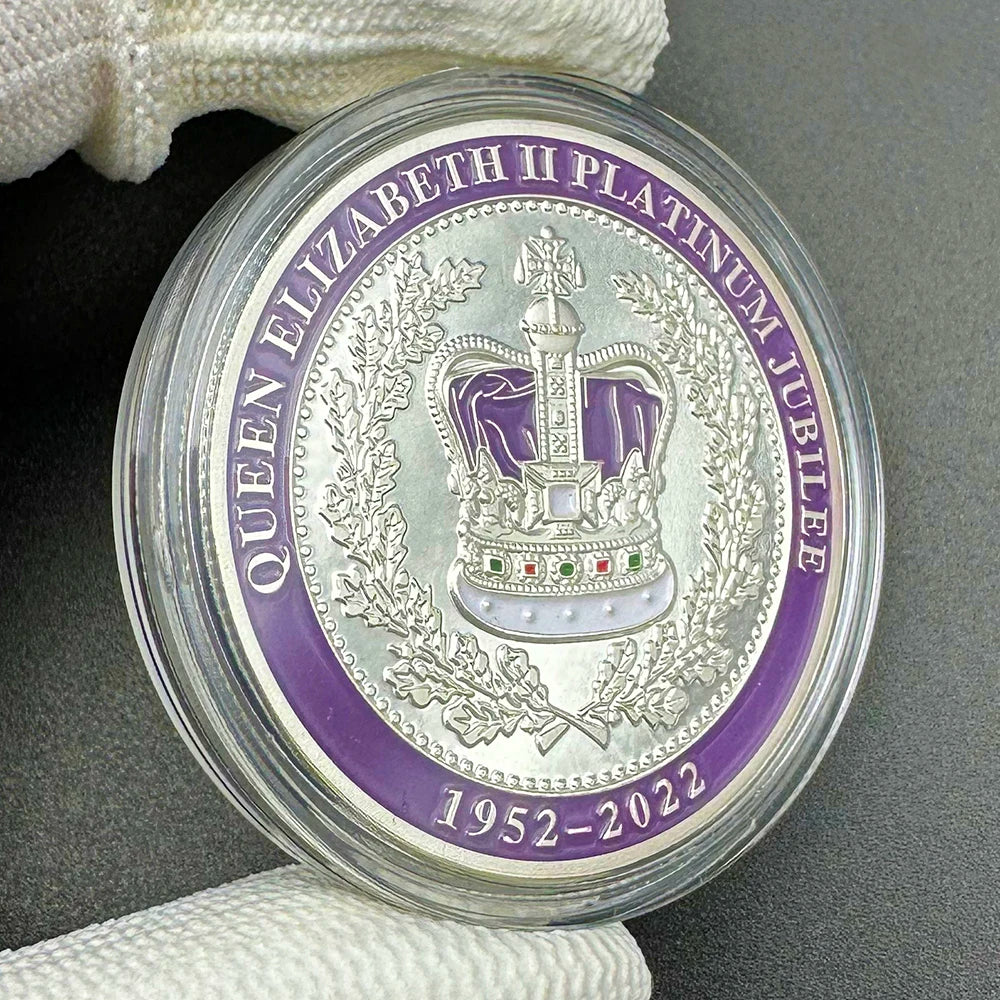 QUEEN ELIZABETH II PLATINUM JUBILEE
1952-2022